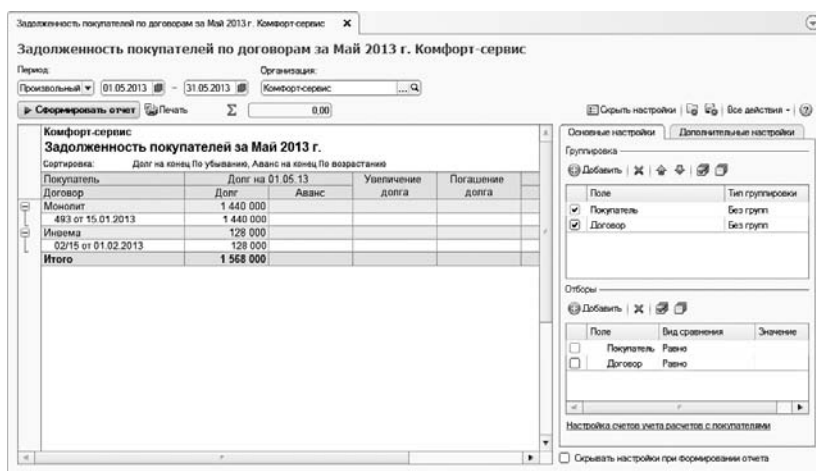 Задолженность покупателей по договорам за Май 2013 г. Комфорт-сервис ×
Задолженность покупателей по договорам за Май 2013 г. Комфорт-сервис
Период: Организация:
Произвольный 01.05.2013 – 31.05.2013 Комфорт-сервис ...
Сформировать отчет Печать Σ 0,00 Скрыть настройки Все действия
Комфорт-сервис
Задолженность покупателей за Май 2013 г.
Сортировка: Долг на конец По убыванию, Аванс на конец По возрастанию
Покупатель Долг на 01.05.13 Увеличение Погашение
Договор Долг Аванс долга долга
Монолит 1 440 000
493 от 15.01.2013 1 440 000
Инвема 128 000
02/15 от 01.02.2013 128 000
Итого 1 568 000
Основные настройки Дополнительные настройки
Группировка
Добавить
Поле Тип группировки
Покупатель Без групп
Договор Без групп
Отборы
Добавить
Поле Вид сравнения Значение
Покупатель Равно
Договор Равно
Настройка счетов учета расчетов с покупателями
Скрывать настройки при формировании отчета